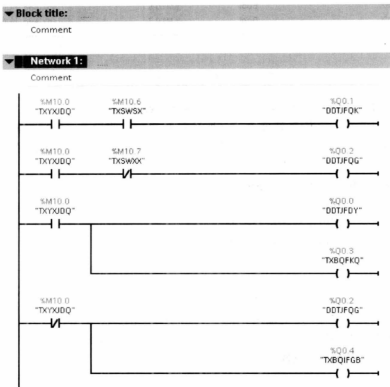 Block title:
Comment
Network 1:
Comment
%M10.0 %M10.6 %Q0.1
"TXYXJDQ" "TXSWSX" "DDTJFQK"
%M10.0 %M10.7 %Q0.2
"TXYXJDQ" "TXSWXX" "DDTJFQG"
%M10.0 %Q0.0
"TXYXJDQ" "DDTJFDY"
%Q0.3
"TXBQFKQ"
%M10.0 %Q0.2
"TXYXJDQ" "DDTJFQG"
%Q0.4
"TXBQIFGB"